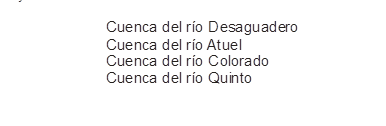 Cuenca del río Desaguadero
Cuenca del río Atuel
Cuenca del río Colorado
Cuenca del río Quinto